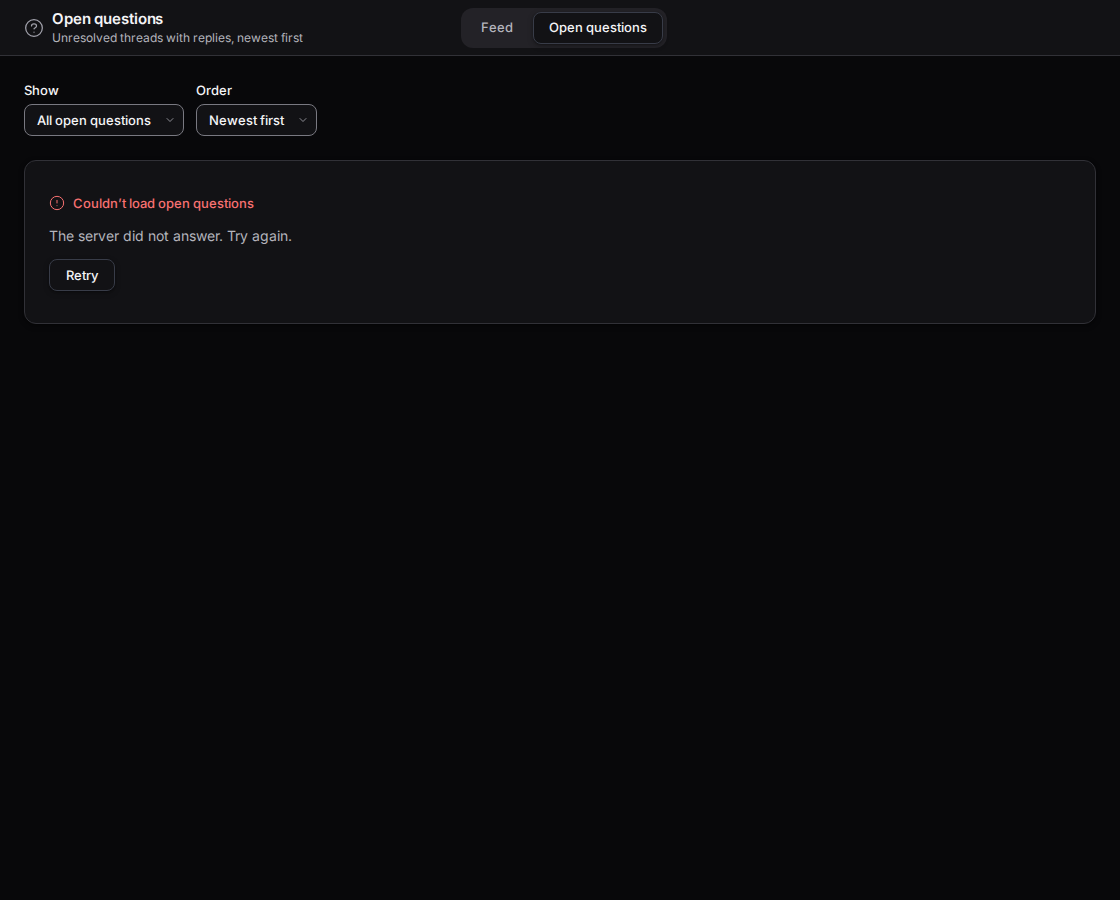 Open questions
Unresolved threads with replies, newest first
Feed
Open questions
Show
Order
All open questions
Newest first
Couldn't load open questions
The server did not answer. Try again.
Retry